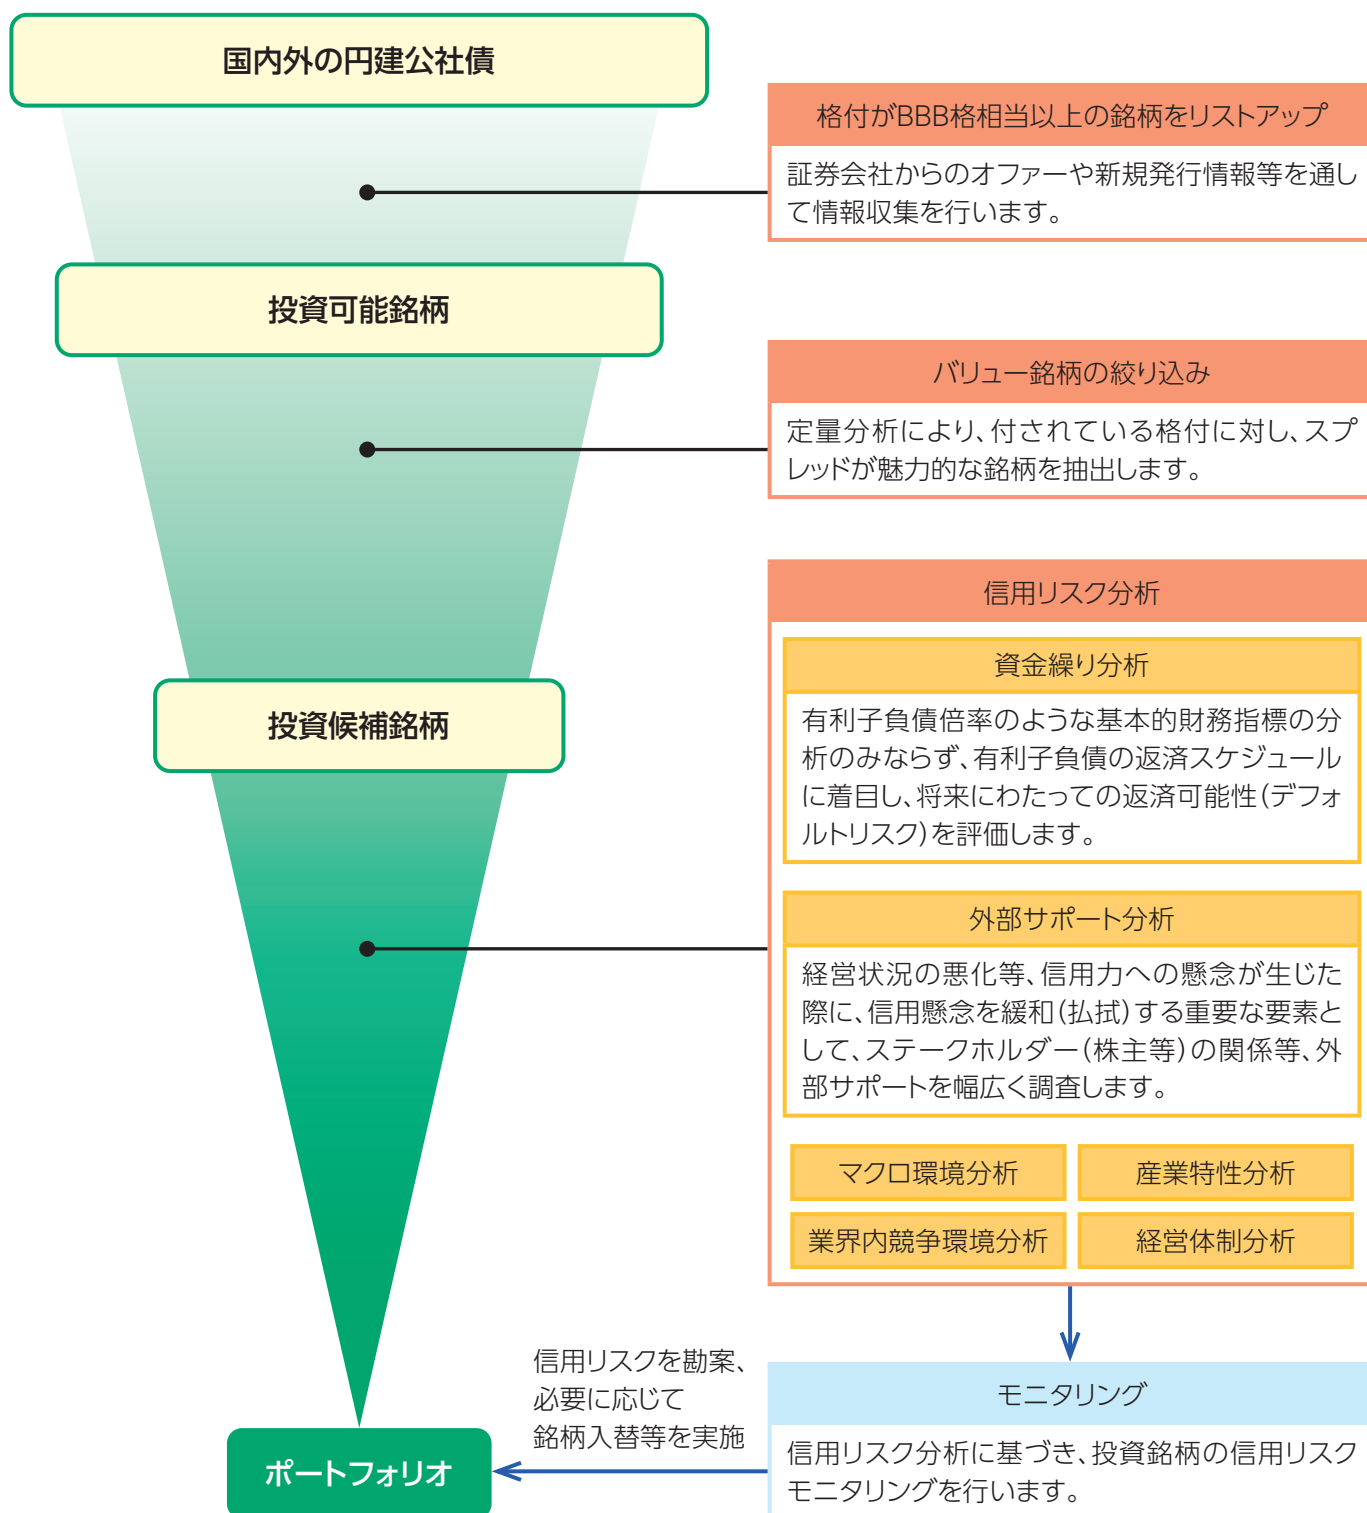 国内外の円建公社債
格付がBBB格相当以上の銘柄をリストアップ
証券会社からのオファーや新規発行情報等を通し
て情報収集を行います。
投資可能銘柄
バリュー銘柄の絞り込み
定量分析により、付されている格付に対し、スプ
レッドが魅力的な銘柄を抽出します。
投資候補銘柄
信用リスク分析
資金繰り分析
有利子負債倍率のような基本的財務指標の分
析のみならず、有利子負債の返済スケジュール
に着目し、将来にわたっての返済可能性（デフォ
ルトリスク）を評価します。
外部サポート分析
経営状況の悪化等、信用力への懸念が生じた
際に、信用懸念を緩和（払拭）する重要な要素と
して、ステークホルダー（株主等）の関係等、外
部サポートを幅広く調査します。
マクロ環境分析
産業特性分析
業界内競争環境分析
経営体制分析
信用リスクを勘案、
必要に応じて
銘柄入替等を実施
モニタリング
信用リスク分析に基づき、投資銘柄の信用リスク
モニタリングを行います。
ポートフォリオ